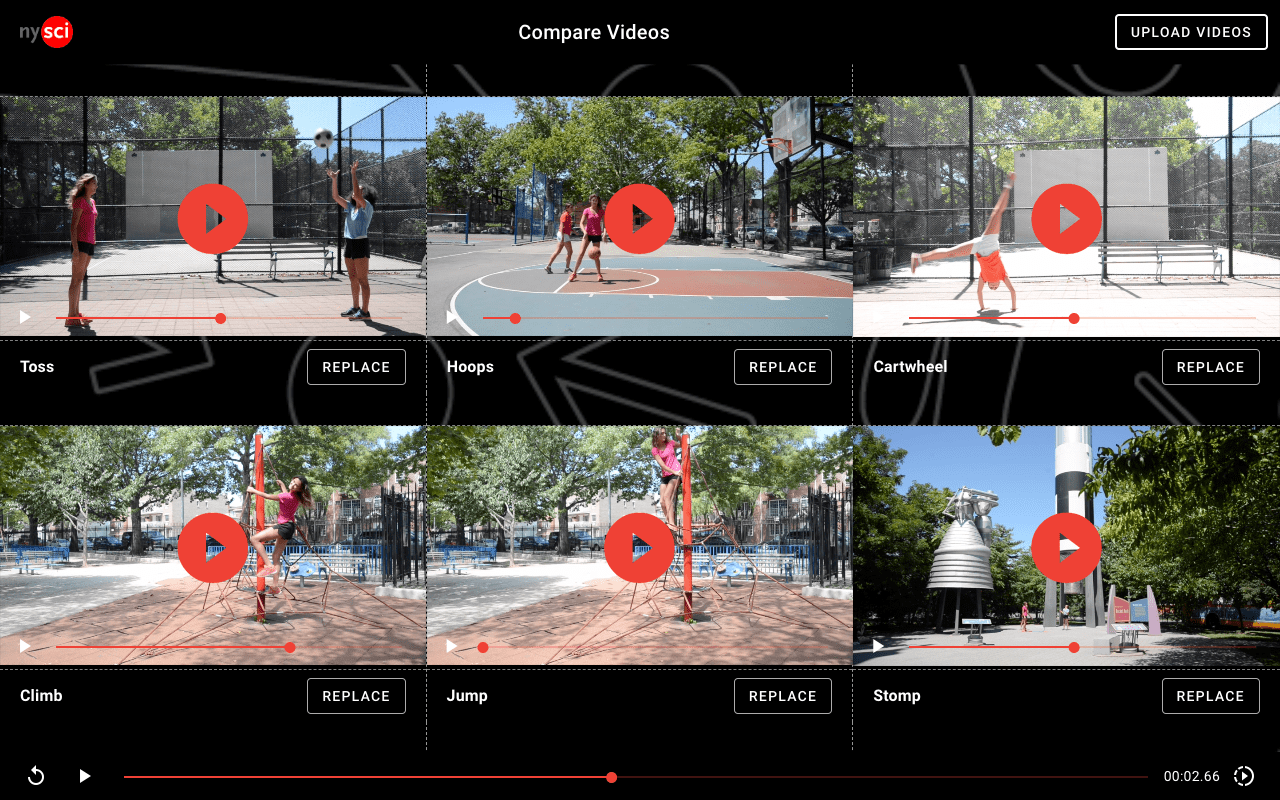 nysci
Compare Videos
UPLOAD VIDEOS
Toss
REPLACE
Hoops
REPLACE
Cartwheel
REPLACE
Climb
REPLACE
Jump
REPLACE
Stomp
REPLACE
00:02.66